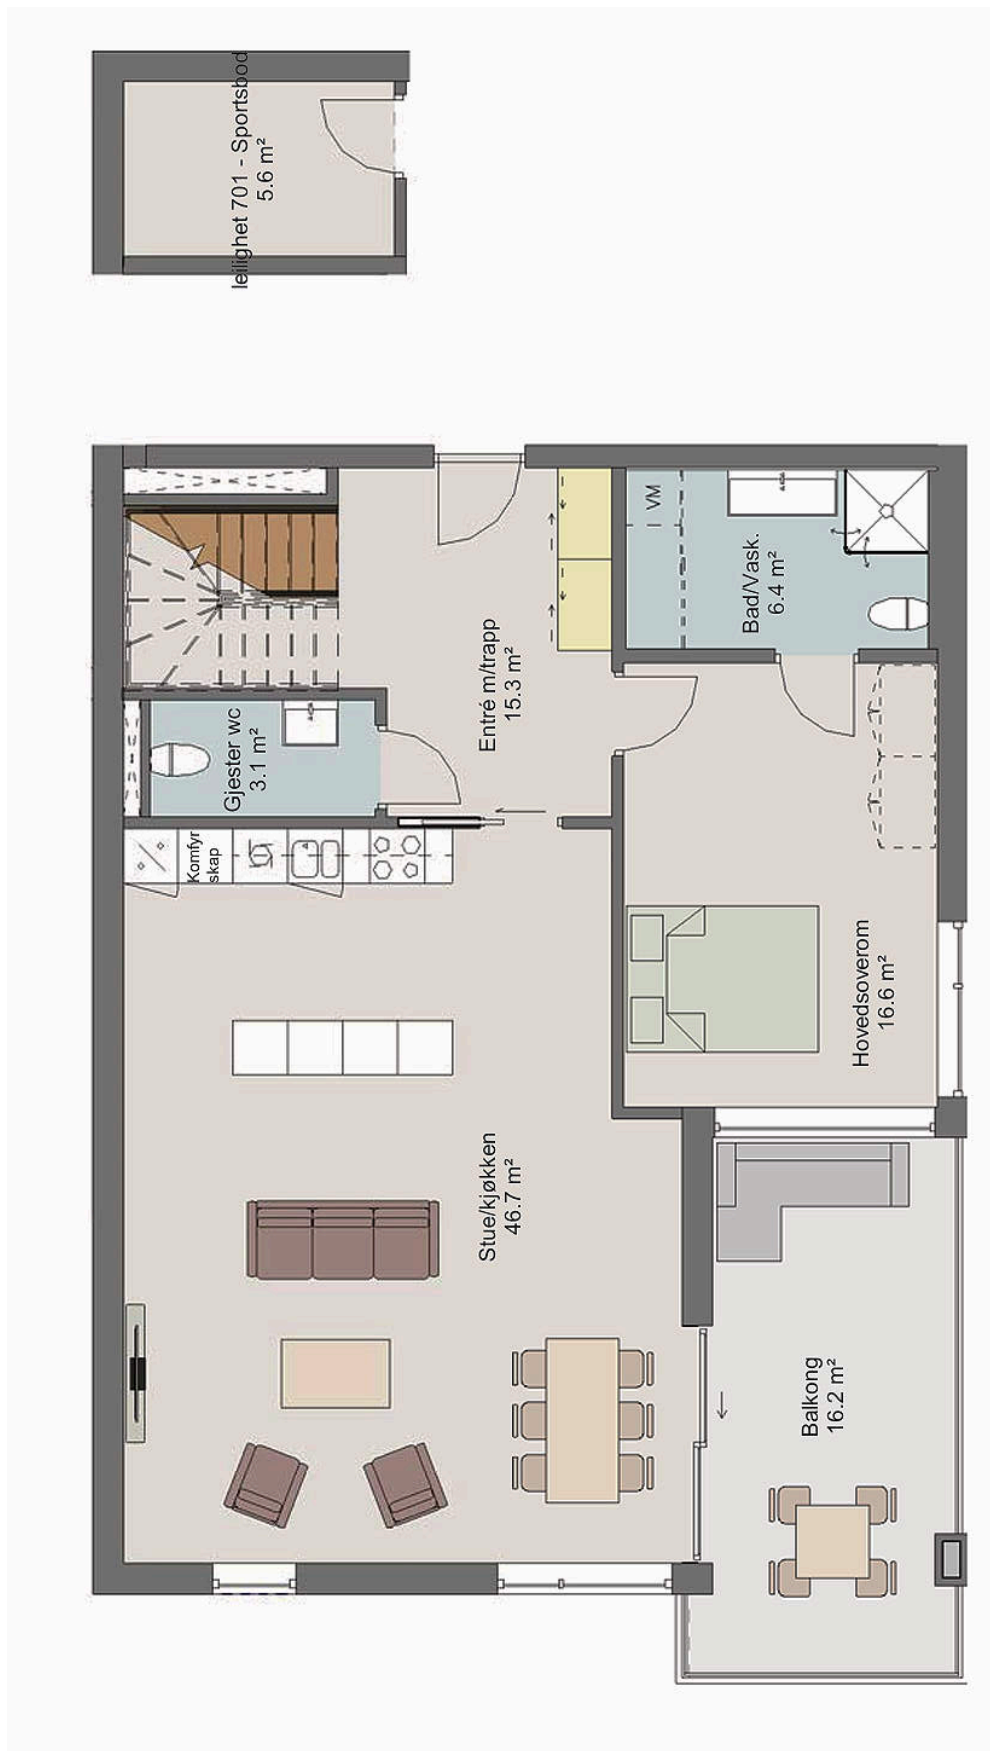 leilighet 701 - Sportsbod
5.6 m²
VM
Bad/Vask.
6.4 m²
Entré m/trapp
15.3 m²
Gjester wc
3.1 m²
Komfyr
skap
Hovedsoverom
16.6 m²
Stue/kjøkken
46.7 m²
Balkong
16.2 m²